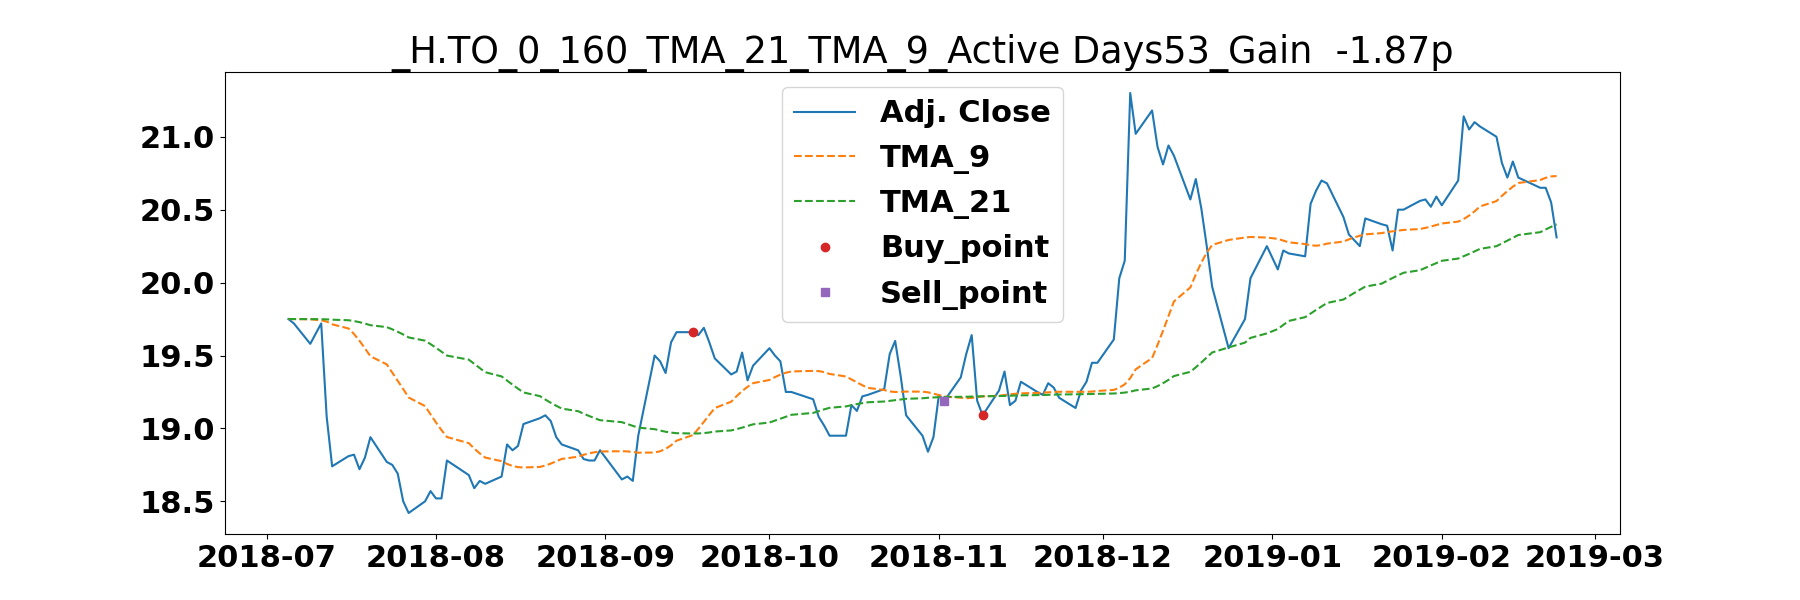 _H.TO_0_160_TMA_21_TMA_9_Active Days53_Gain  -1.87p
Adj. Close
TMA_9
TMA_21
Buy_point
Sell_point
21.0
20.5
20.0
19.5
19.0
18.5
2018-07 2018-08 2018-09 2018-10 2018-11 2018-12 2019-01 2019-02 2019-03